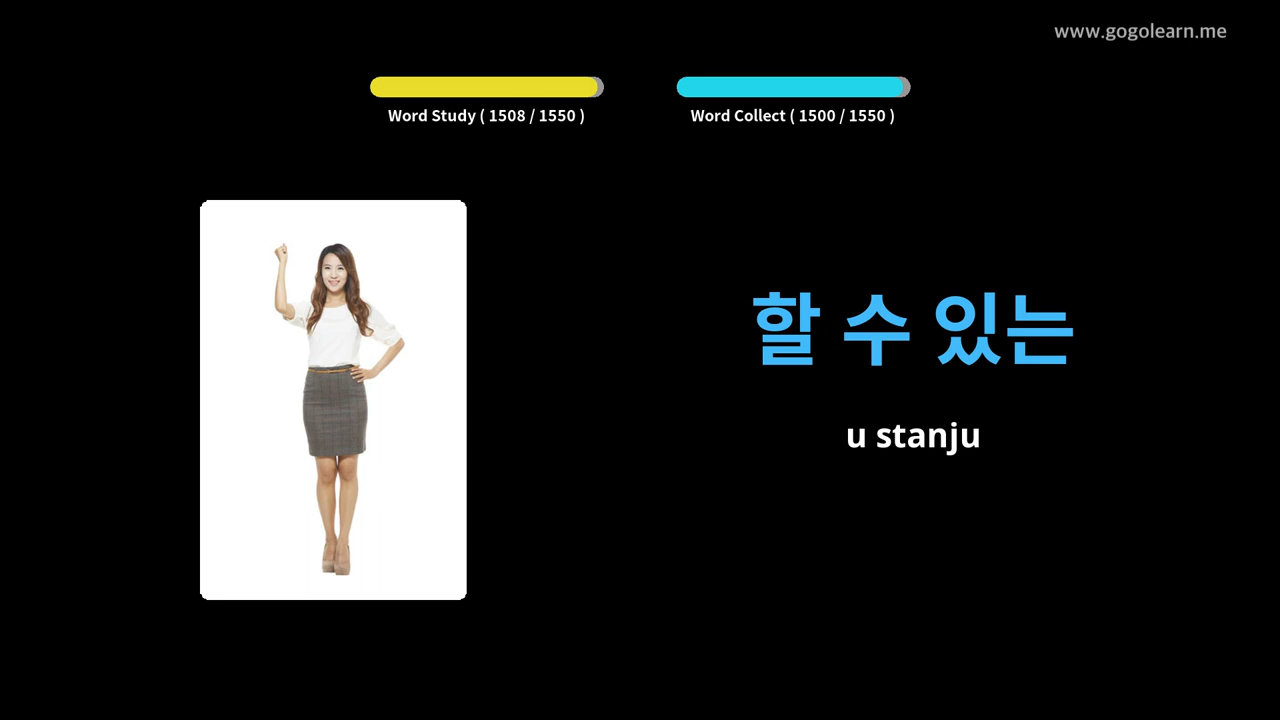 www.gogolearn.me
Word Study ( 1508 / 1550 )
Word Collect ( 1500 / 1550 )
할 수 있는
u stanju